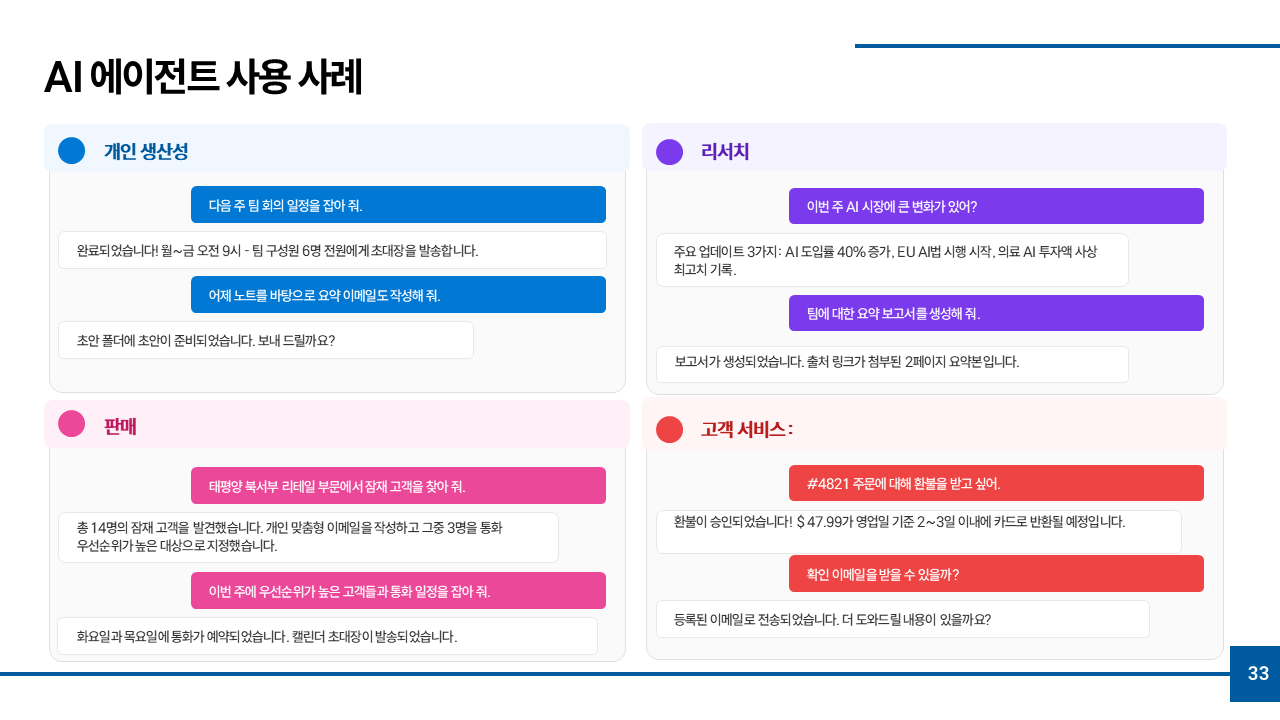 AI 에이전트 사용 사례
개인 생산성
다음 주 팀 회의 일정을 잡아 줘.
완료되었습니다! 월~금 오전 9시 - 팀 구성원 6명 전원에게 초대장을 발송합니다.
어제 노트를 바탕으로 요약 이메일도 작성해 줘.
초안 폴더에 초안이 준비되었습니다. 보내 드릴까요?
리서치
이번 주 AI 시장에 큰 변화가 있어?
주요 업데이트 3가지: AI 도입률 40% 증가, EU AI법 시행 시작, 의료 AI 투자액 사상
최고치 기록.
팀에 대한 요약 보고서를 생성해 줘.
보고서가 생성되었습니다. 출처 링크가 첨부된 2페이지 요약본입니다.
판매
태평양 북서부 리테일 부문에서 잠재 고객을 찾아 줘.
총 14명의 잠재 고객을 발견했습니다. 개인 맞춤형 이메일을 작성하고 그중 3명을 통화
우선순위가 높은 대상으로 지정했습니다.
이번 주에 우선순위가 높은 고객들과 통화 일정을 잡아 줘.
화요일과 목요일에 통화가 예약되었습니다. 캘린더 초대장이 발송되었습니다.
고객 서비스 :
#4821 주문에 대해 환불을 받고 싶어.
환불이 승인되었습니다! $ 47.99가 영업일 기준 2~3일 이내에 카드로 반환될 예정입니다.
확인 이메일을 받을 수 있을까?
등록된 이메일로 전송되었습니다. 더 도와드릴 내용이 있을까요?
33